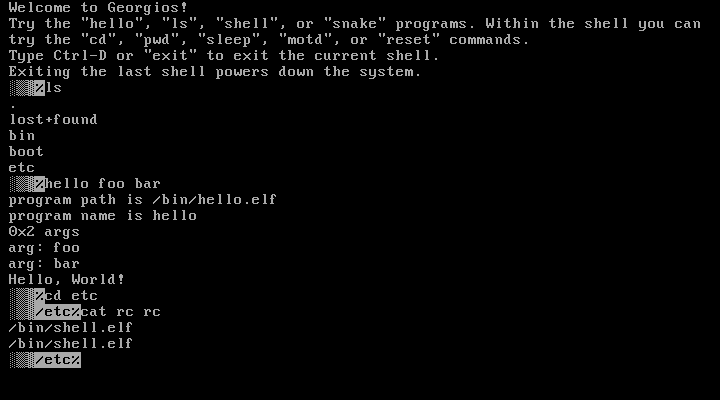 Welcome to Georgios!
Try the "hello", "ls", "shell", or "snake" programs. Within the shell you can
try the "cd", "pwd", "sleep", "motd", or "reset" commands.
Type Ctrl-D or "exit" to exit the current shell.
Exiting the last shell powers down the system.
░▒▓%ls
.
lost+found
bin
boot
etc
░▒▓%hello foo bar
program path is /bin/hello.elf
program name is hello
0x2 args
arg: foo
arg: bar
Hello, World!
░▒▓%cd etc
░▒▓/etc%cat rc rc
/bin/shell.elf
/bin/shell.elf
░▒▓/etc%